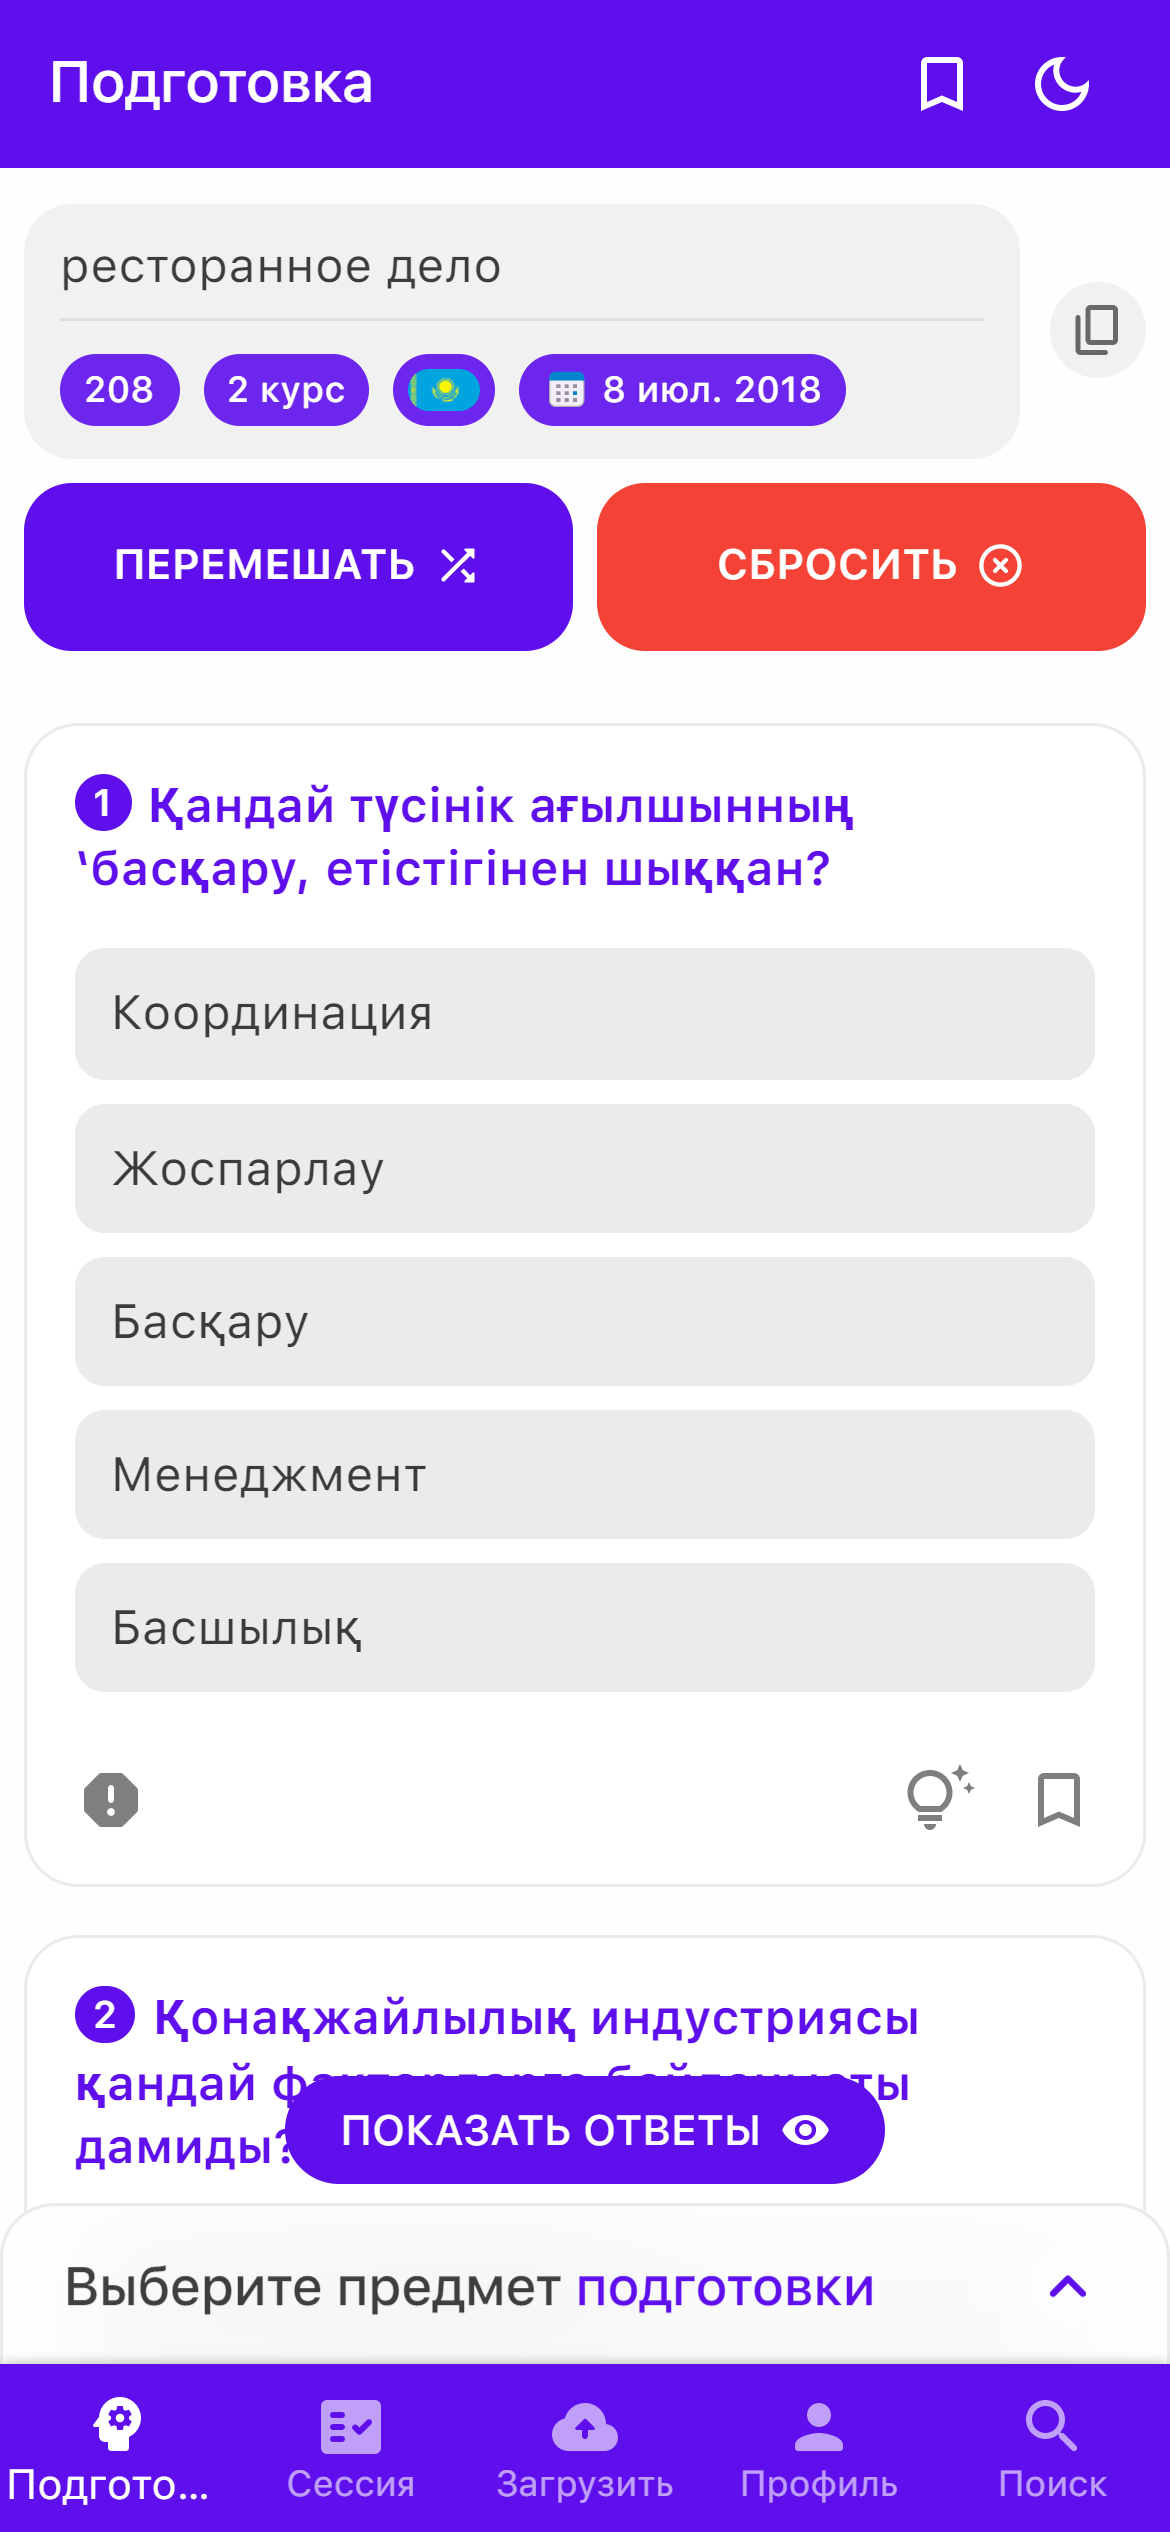 Подготовка
ресторанное дело
208
2 курс
8 июл. 2018
ПЕРЕМЕШАТЬ
СБРОСИТЬ
1 Қандай түсінік ағылшынның
‛басқару, етістігінен шыққан?
Координация
Жоспарлау
Басқару
Менеджмент
Басшылық
2 Қонақжайлылық индустриясы
қандай
дамиды?
ПОКАЗАТЬ ОТВЕТЫ
Выберите предмет подготовки
Подгото...
Сессия
Загрузить
Профиль
Поиск